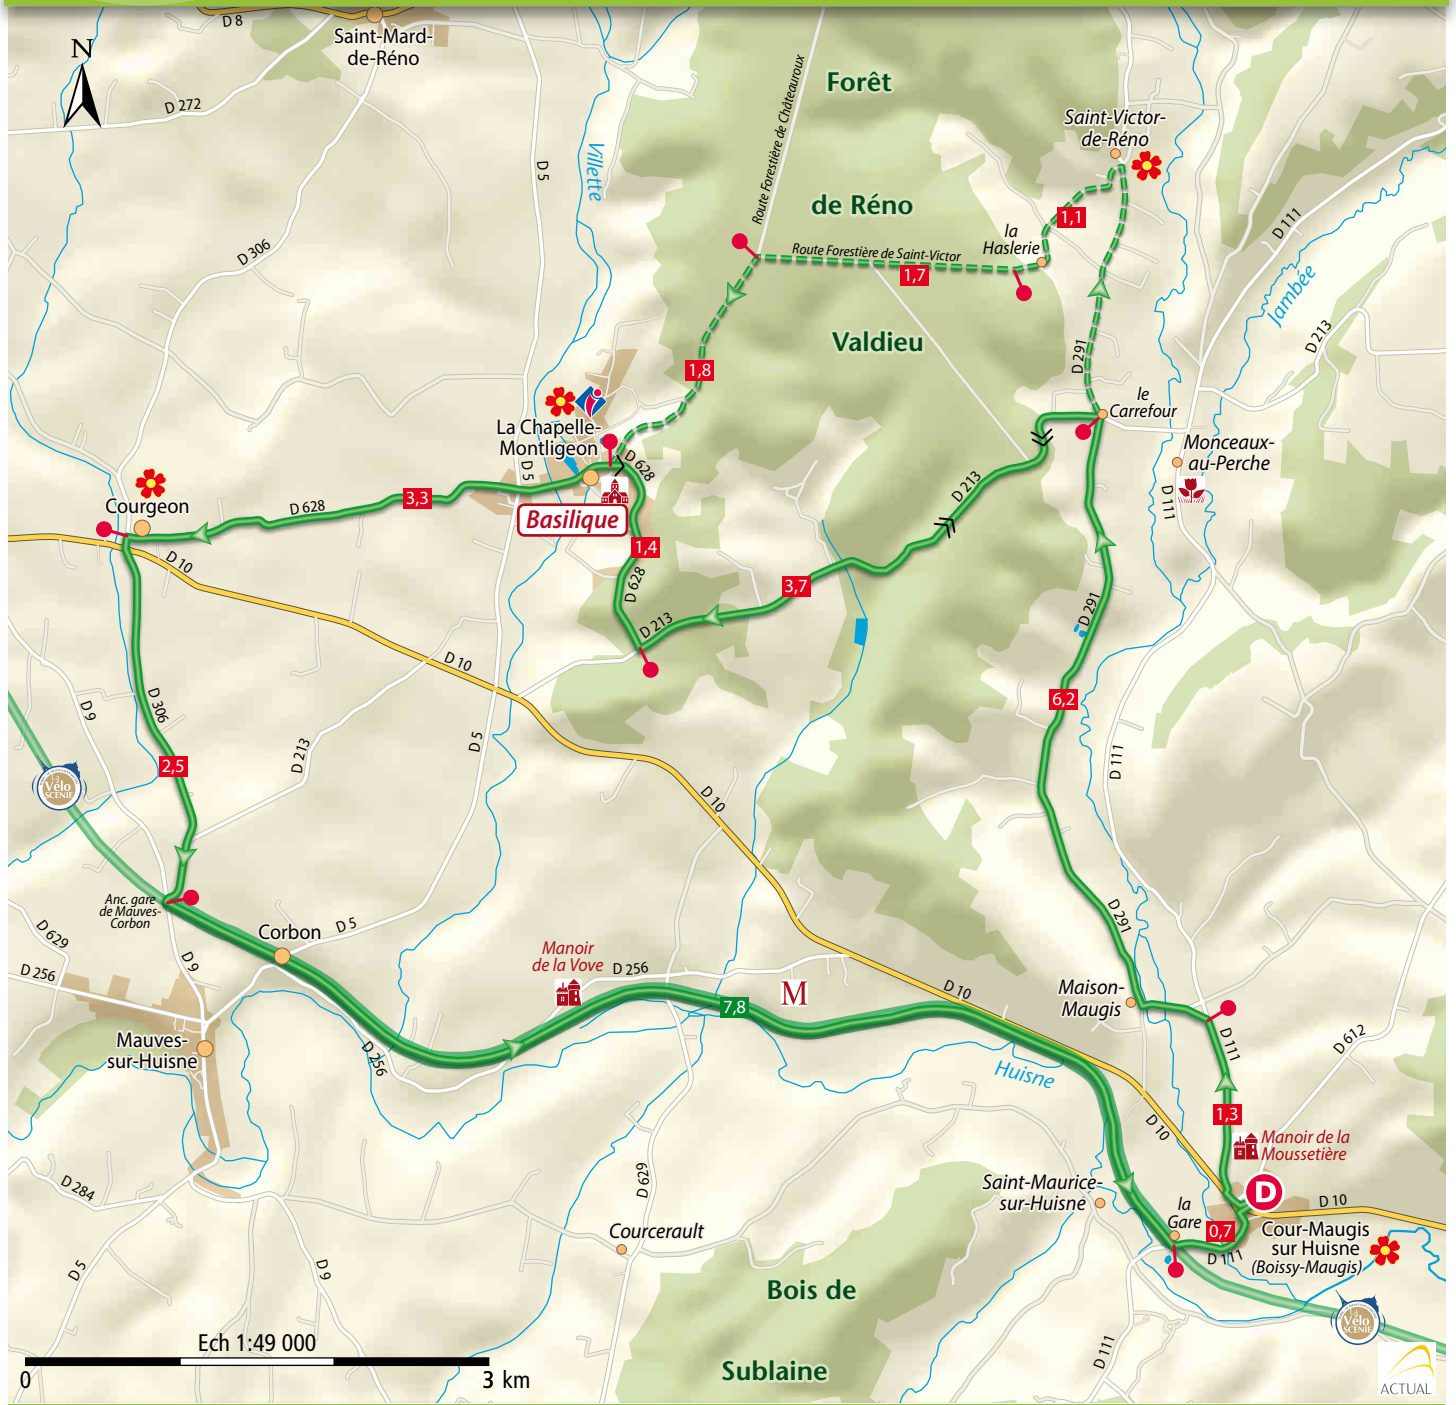 D 8
Saint-Mard-
de-Réno
N
D 272
D 5
Villette
Route Forestière de Châteauroux
Forêt
Saint-Victor-
de-Réno
de Réno
la
Haslerie
1,1
D 111
D 306
Route Forestière de Saint-Victor
1,7
Jambée
D 213
Valdieu
D 291
1,8
le
Carrefour
La Chapelle-
Montligeon
D 628
D 5
Monceaux-
au-Perche
D 111
Courgeon
D 628
3,3
Basilique
D 213
1,4
D 10
D 628
3,7
D 291
D 213
D 10
6,2
D 9
D 306
D 213
D 5
D 111
2,5
Vélo
SCÉNIE
D 10
Anc. gare
de Mauves-
Corbon
D 291
Corbon
D 5
D 629
D 256
D 9
Manoir
de la Vove
D 256
M
7,8
D 10
Maison-
Maugis
D 111
D 612
Mauves-
sur-Huisne
D 256
Huisne
1,3
D 10
Manoir de la
Moussetière
D
D 284
D 629
Saint-Maurice-
sur-Huisne
la
Gare
0,7
D 10
Courcerault
D 111
Cour-Maugis
sur Huisne
(Boissy-Maugis)
D 5
D 9
Bois de
Sublaine
Vélo
SCÉNIE
D 111
Ech 1:49 000
0
3 km
ACTUAL